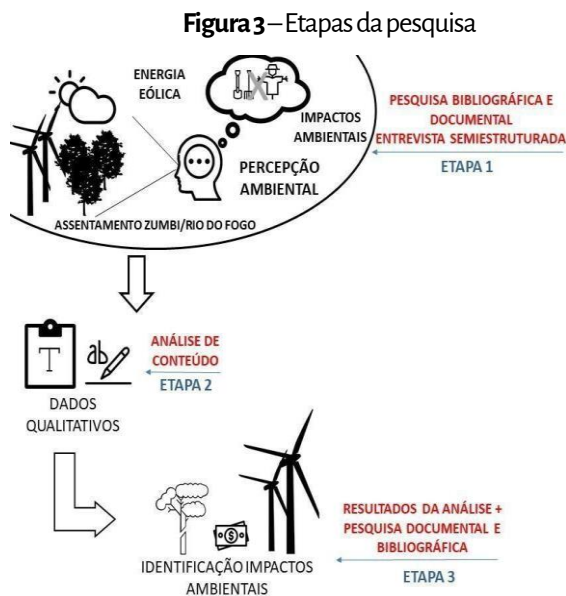 Figura 3 – Etapas da pesquisa
ENERGIA
EÓLICA
IMPACTOS
AMBIENTAIS
PERCEPÇÃO
AMBIENTAL
ASSENTAMENTO ZUMBI/RIO DO FOGO
PESQUISA BIBLIOGRÁFICA E
DOCUMENTAL
ENTREVISTA SEMIESTRUTURADA
ETAPA 1
T
ab
DADOS
QUALITATIVOS
ANÁLISE DE
CONTEÚDO
ETAPA 2
$
IDENTIFICAÇÃO IMPACTOS
AMBIENTAIS
RESULTADOS DA ANÁLISE +
PESQUISA DOCUMENTAL E
BIBLIOGRÁFICA
ETAPA 3